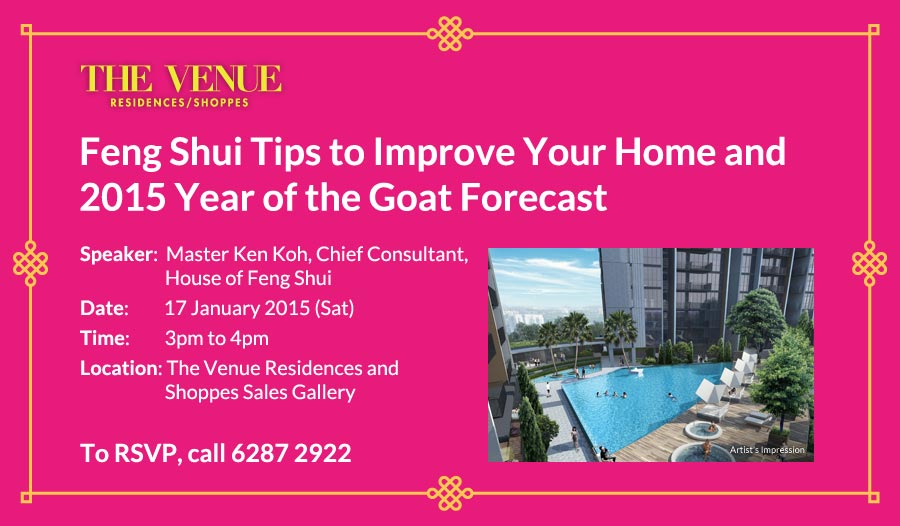 THE VENUE
RESIDENCES/SHOPPES
Feng Shui Tips to Improve Your Home and
2015 Year of the Goat Forecast
Speaker: Master Ken Koh, Chief Consultant,
House of Feng Shui
Date: 17 January 2015 (Sat)
Time: 3pm to 4pm
Location: The Venue Residences and
Shoppes Sales Gallery
To RSVP, call 6287 2922
Artist's Impression